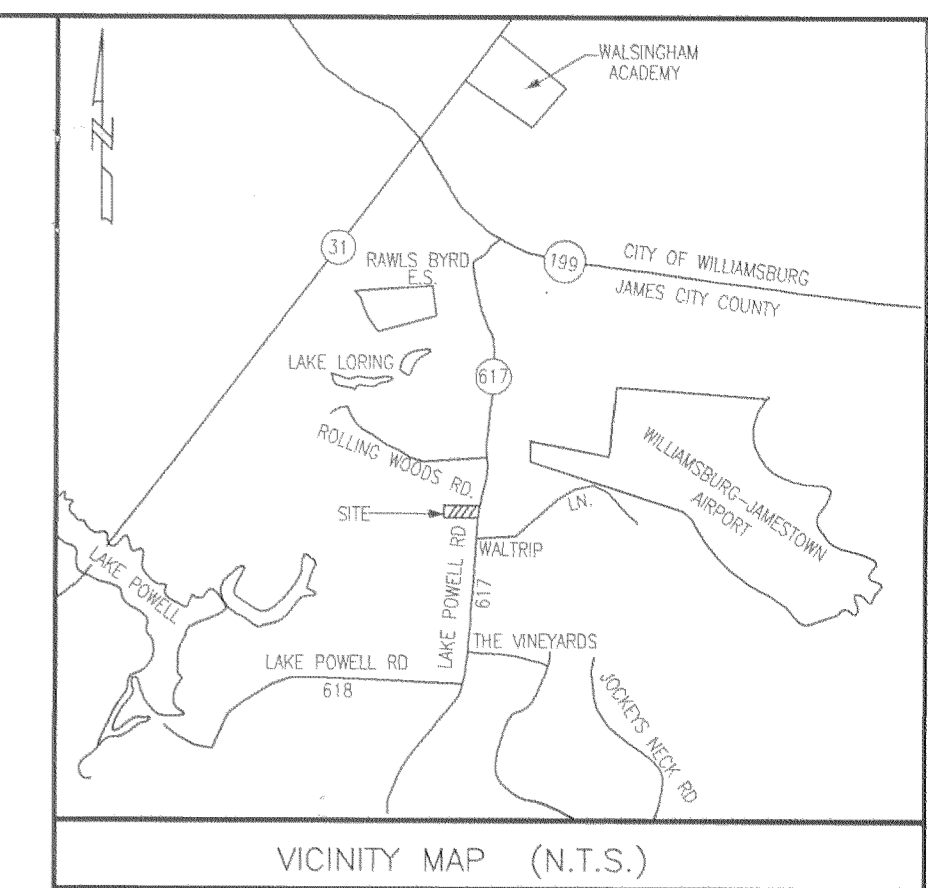 WALSINGHAM
ACADEMY
N
31
RAWLS BYRD
E.S.
199
CITY OF WILLIAMSBURG
JAMES CITY COUNTY
LAKE LORING
617
ROLLING WOODS RD.
WILLIAMSBURG-JAMESTOWN
AIRPORT
SITE
LN.
WALTRIP
LAKE POWELL RD
617
LAKE POWELL
THE VINEYARDS
LAKE POWELL RD
618
JOCKEYS NECK RD
VICINITY MAP (N.T.S.)